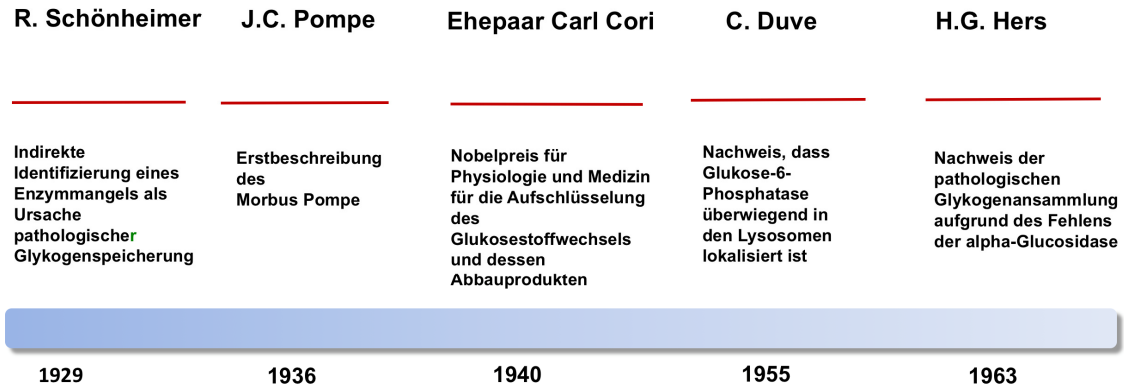 R. Schönheimer
J.C. Pompe
Ehepaar Carl Cori
C. Duve
H.G. Hers
Indirekte
Identifizierung eines
Enzymmangels als
Ursache
pathologischer
Glykogenspeicherung
Erstbeschreibung
des
Morbus Pompe
Nobelpreis für
Physiologie und Medizin
für die Aufschlüsselung
des
Glukosestoffwechsels
und dessen
Abbauprodukten
Nachweis, dass
Glukose-6-
Phosphatase
überwiegend in
den Lysosomen
lokalisiert ist
Nachweis der
pathologischen
Glykogenansammlung
aufgrund des Fehlens
der alpha-Glucosidase
1929
1936
1940
1955
1963